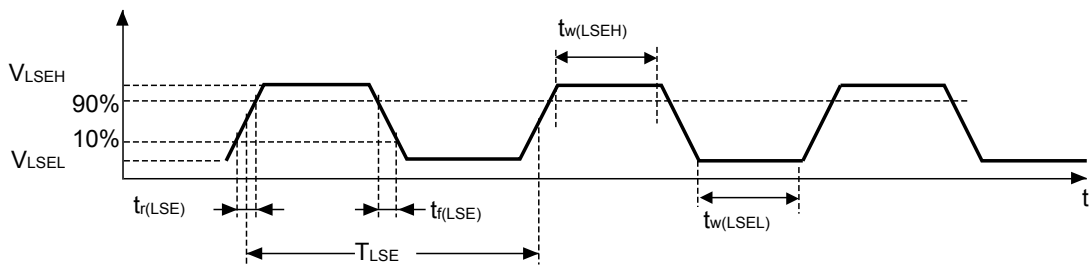 tw(LSEH)
VLSEH
90%
10%
VLSEL
tr(LSE)
tf(LSE)
tw(LSEL)
t
TLSE